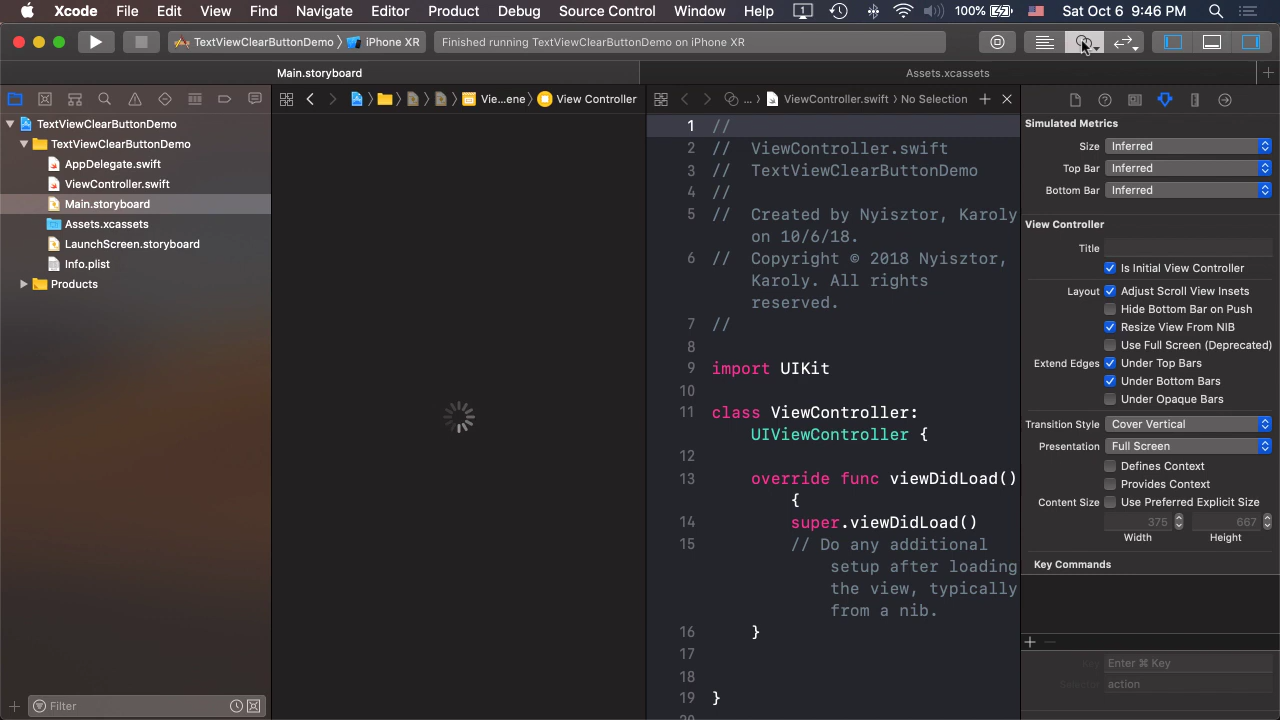 Xcode File Edit View Find Navigate Editor Product Debug Source Control Window Help 100% Sat Oct 6 9:46 PM
TextViewClearButtonDemo iPhone XR
Finished running TextViewClearButtonDemo on iPhone XR
Main.storyboard
Assets.xcassets
Vie...ene View Controller
... ViewController.swift No Selection
TextViewClearButtonDemo
TextViewClearButtonDemo
AppDelegate.swift
ViewController.swift
Main.storyboard
Assets.xcassets
LaunchScreen.storyboard
Info.plist
Products
Filter
1 //
2 // ViewController.swift
3 // TextViewClearButtonDemo
4 //
5 // Created by Nyisztor, Karoly
on 10/6/18.
6 // Copyright © 2018 Nyisztor,
Karoly. All rights
reserved.
7 //
8
9 import UIKit
10
11 class ViewController:
UIViewController {
12
13 override func viewDidLoad()
{
14 super.viewDidLoad()
15 // Do any additional
setup after loading
the view, typically
from a nib.
16 }
17
18
19 }
20
Simulated Metrics
Size Inferred
Top Bar Inferred
Bottom Bar Inferred
View Controller
Title
Is Initial View Controller
Layout Adjust Scroll View Insets
Hide Bottom Bar on Push
Resize View From NIB
Use Full Screen (Deprecated)
Extend Edges Under Top Bars
Under Bottom Bars
Under Opaque Bars
Transition Style Cover Vertical
Presentation Full Screen
Defines Context
Provides Context
Content Size Use Preferred Explicit Size
375 667
Width Height
Key Commands
Key Enter ⌘ Key
Selector action